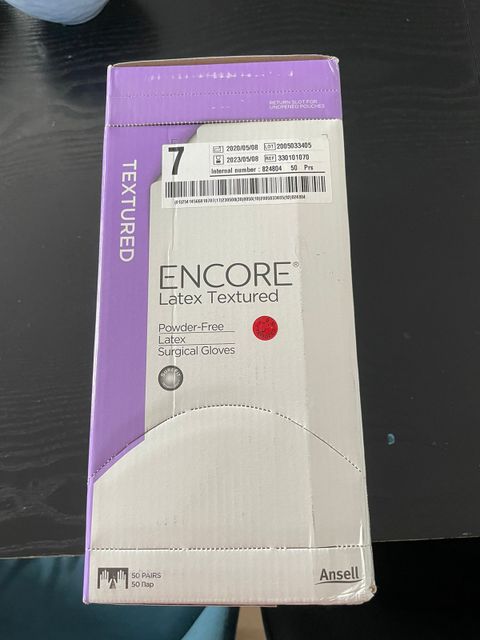 RETURN SLOT FOR
UNOPENED POUCHES
7
2020/05/08 LOT 2005033405
2023/05/08 REF 330101070
Internal number : 824804 50 Prs
TEXTURED
ENCORE®
Latex Textured
Powder-Free
Latex
Surgical Gloves
50 PAIRS
50 Пар
Ansell